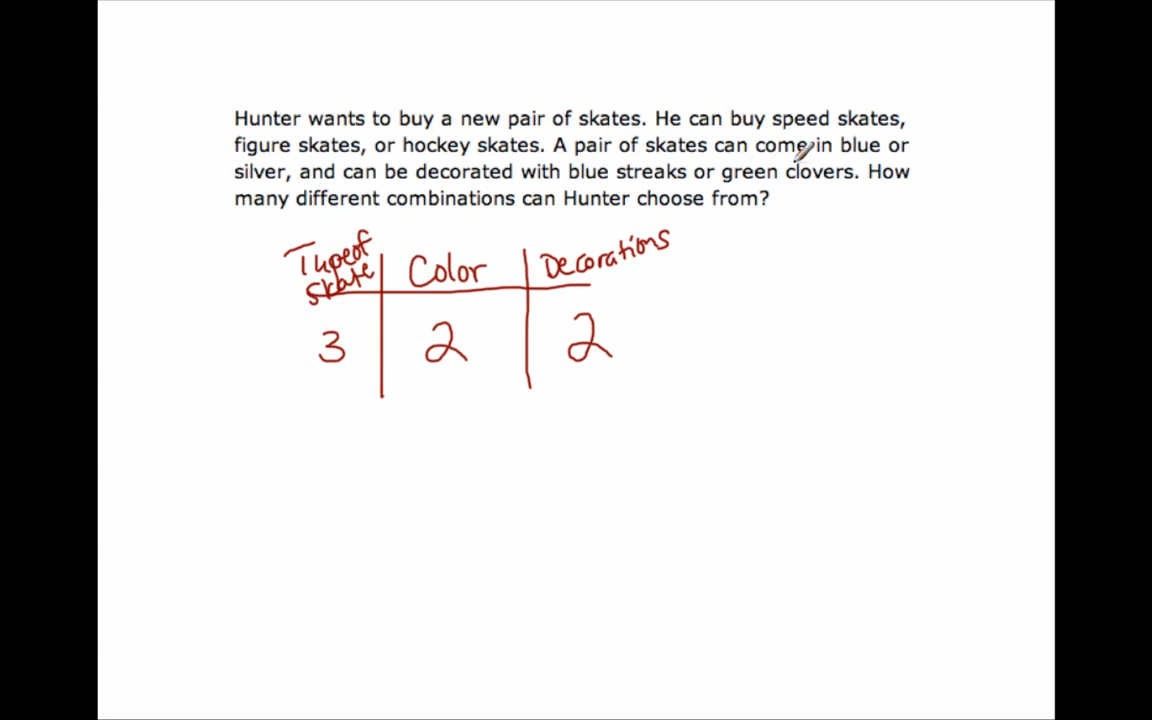 Hunter wants to buy a new pair of skates. He can buy speed skates,
figure skates, or hockey skates. A pair of skates can come in blue or
silver, and can be decorated with blue streaks or green clovers. How
many different combinations can Hunter choose from?
Type of
skate
Color
Decorations
3
2
2